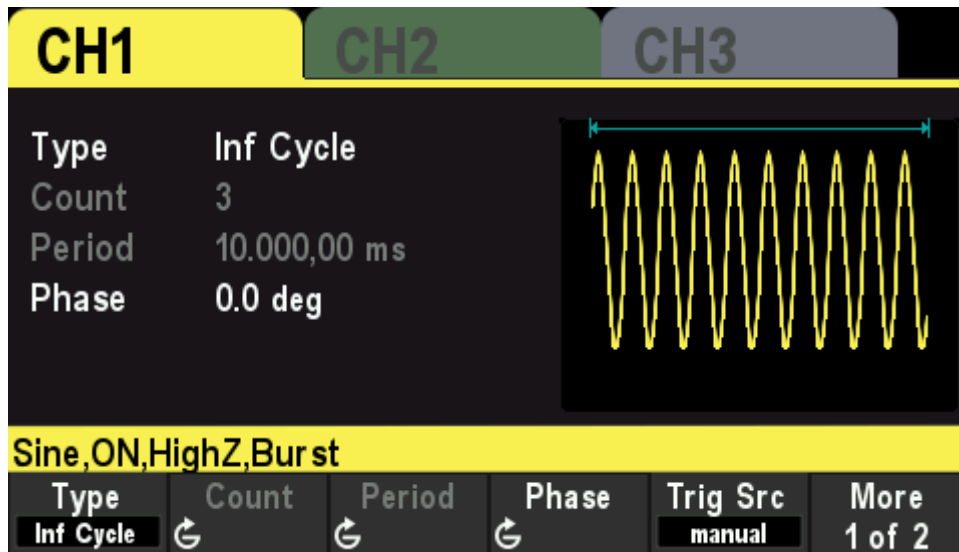 CH1 CH2 CH3
Type Inf Cycle
Count 3
Period 10.000,00 ms
Phase 0.0 deg
Sine,ON,HighZ,Burst
Type Count Period Phase Trig Src More
Inf Cycle manual 1 of 2